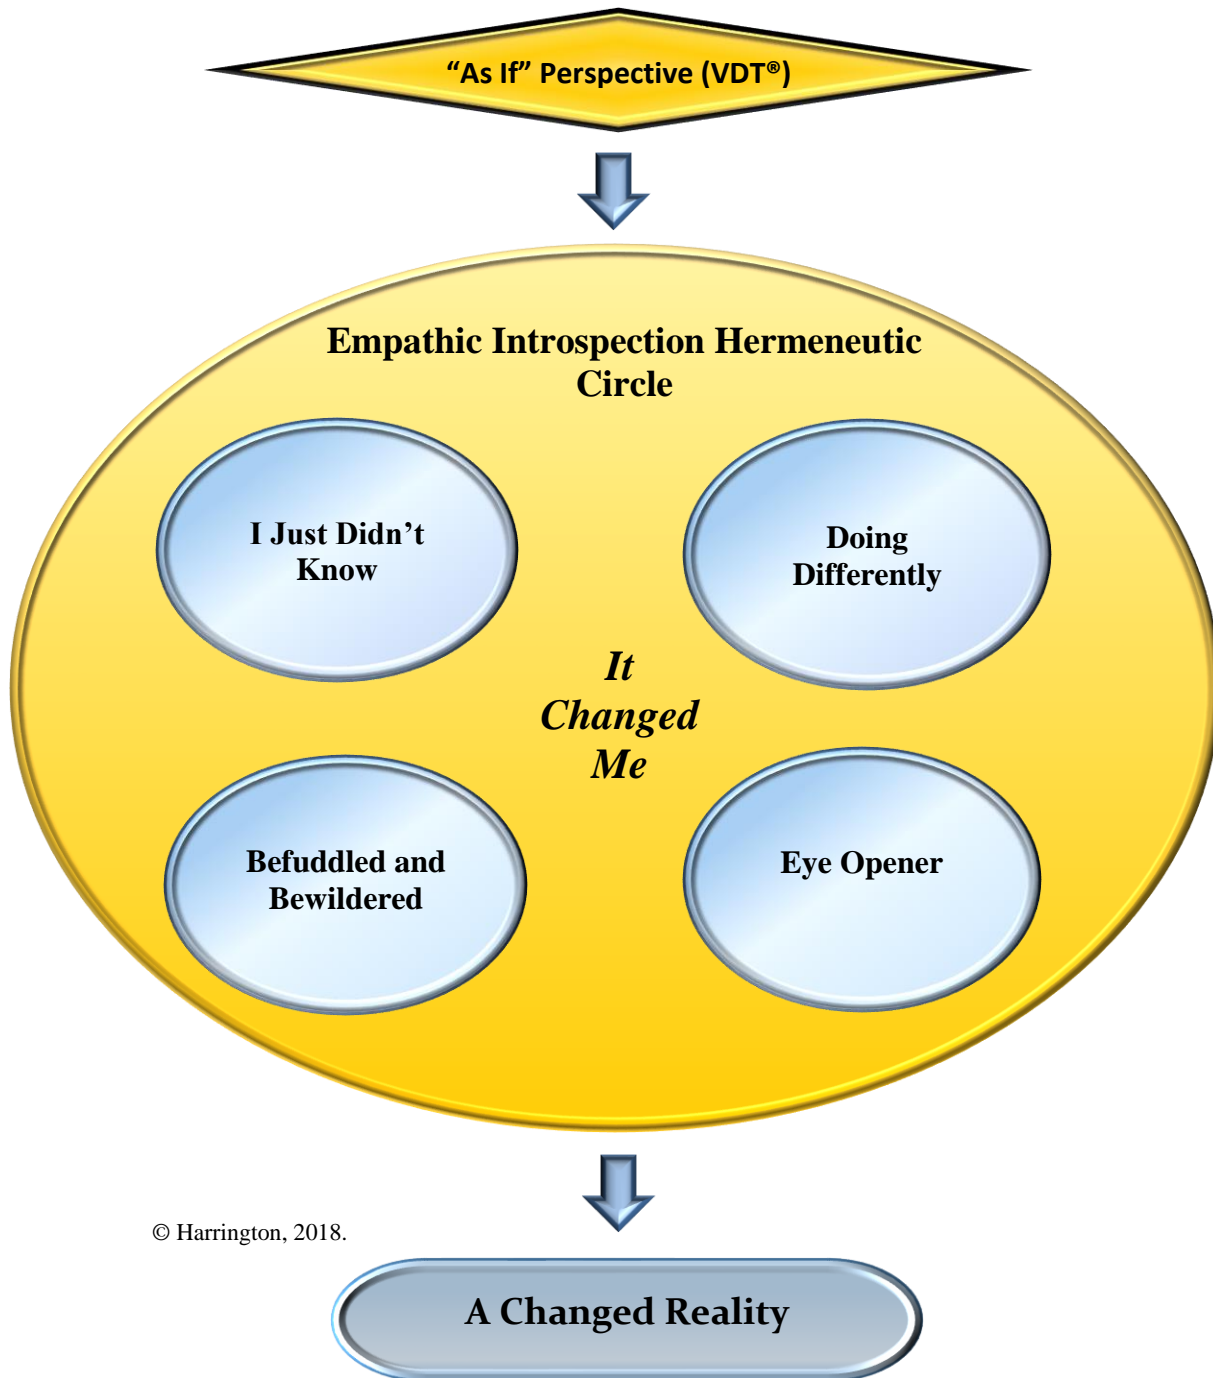 “As If” Perspective (VDT®)
Empathic Introspection Hermeneutic
Circle
I Just Didn’t
Know
Doing
Differently
It
Changed
Me
Befuddled and
Bewildered
Eye Opener
© Harrington, 2018.
A Changed Reality